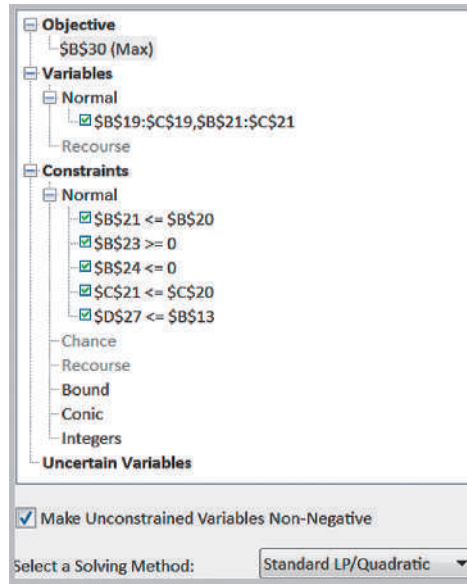 Objective
$B$30 (Max)
Variables
Normal
$B$19:$C$19,$B$21:$C$21
Recourse
Constraints
Normal
$B$21 <= $B$20
$B$23 >= 0
$B$24 <= 0
$C$21 <= $C$20
$D$27 <= $B$13
Chance
Recourse
Bound
Conic
Integers
Uncertain Variables
Make Unconstrained Variables Non-Negative
Select a Solving Method: Standard LP/Quadratic